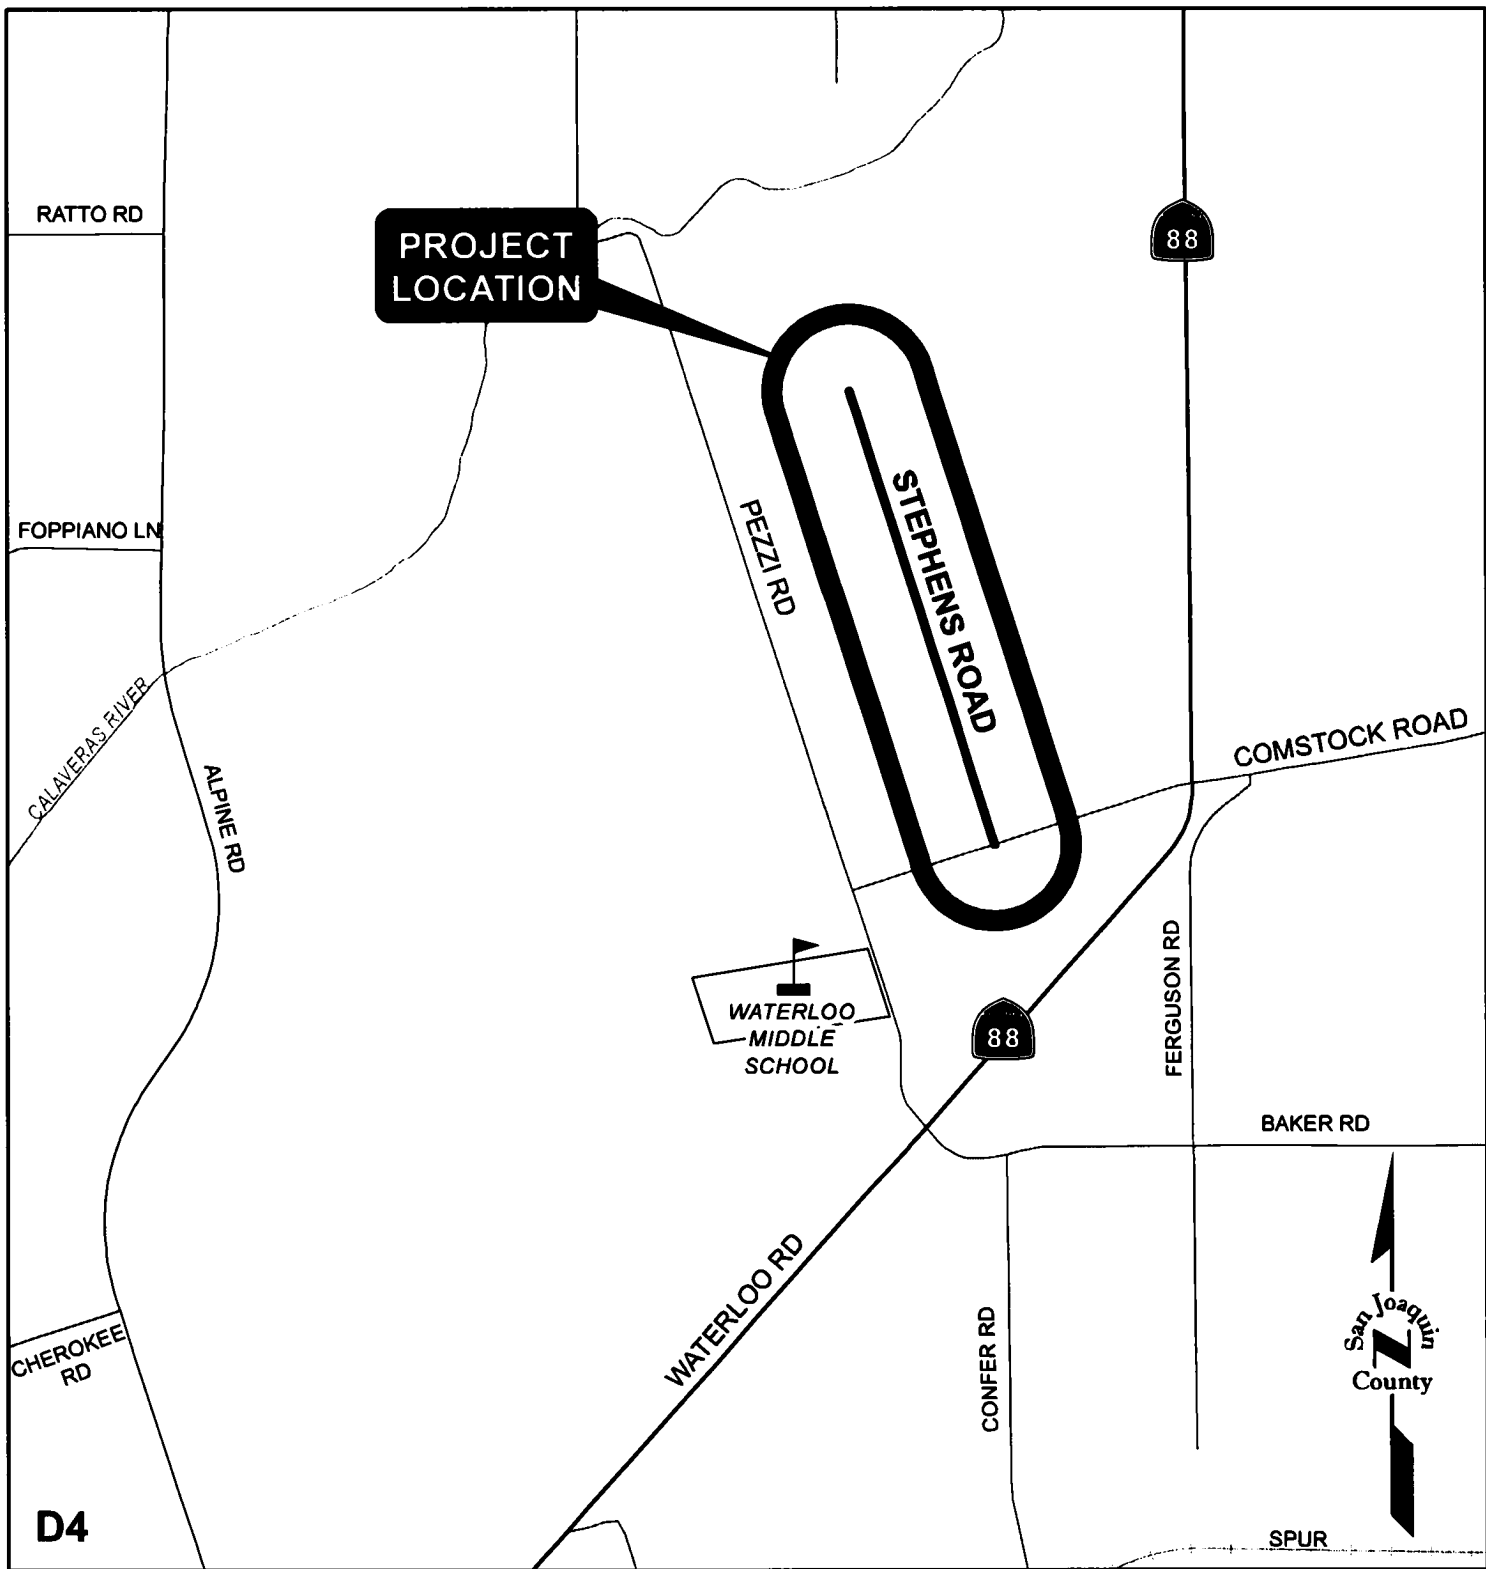 RATTO RD
88
PROJECT
LOCATION
FOPPIANO LN
PEZZI RD
STEPHENS ROAD
CALAVERAS RIVER
ALPINE RD
COMSTOCK ROAD
FERGUSON RD
WATERLOO
MIDDLE
SCHOOL
88
BAKER RD
WATERLOO RD
CONFER RD
CHEROKEE
RD
San Joaquin
N
County
D4
SPUR